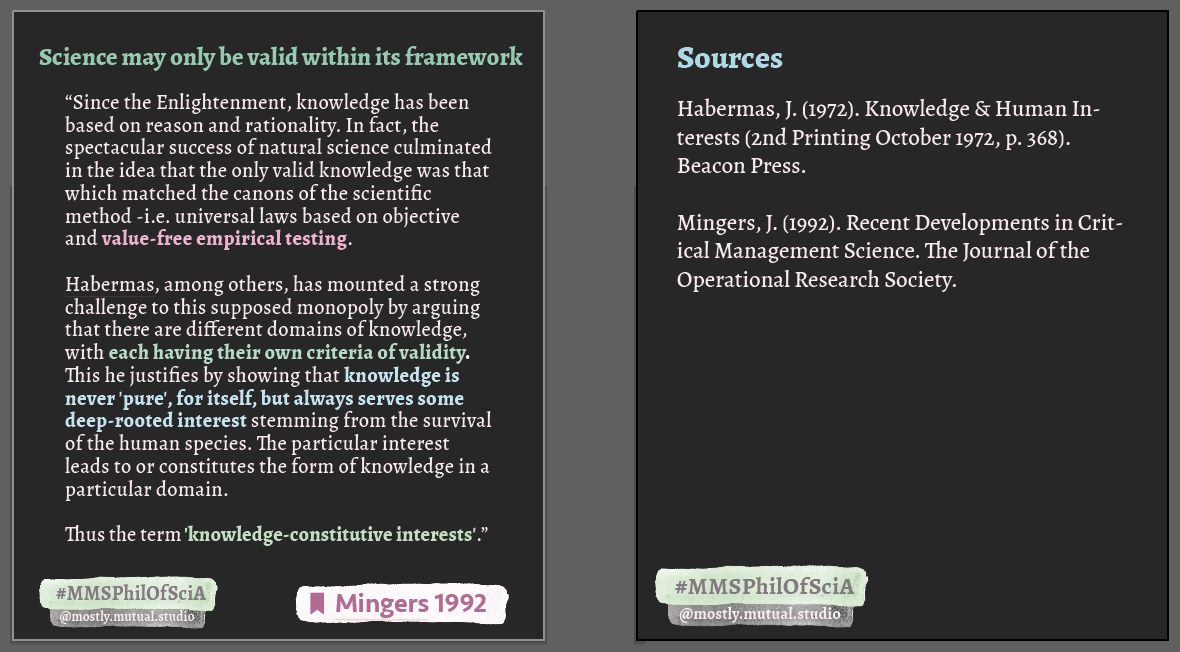 Science may only be valid within its framework
“Since the Enlightenment, knowledge has been
based on reason and rationality. In fact, the
spectacular success of natural science culminated
in the idea that the only valid knowledge was that
which matched the canons of the scientific
method -i.e. universal laws based on objective
and value-free empirical testing.
Habermas, among others, has mounted a strong
challenge to this supposed monopoly by arguing
that there are different domains of knowledge,
with each having their own criteria of validity.
This he justifies by showing that knowledge is
never 'pure', for itself, but always serves some
deep-rooted interest stemming from the survival
of the human species. The particular interest
leads to or constitutes the form of knowledge in a
particular domain.
Thus the term 'knowledge-constitutive interests'.”
#MMSPhilOfSciA
@mostly.mutual.studio
Mingers 1992
Sources
Habermas, J. (1972). Knowledge & Human In-
terests (2nd Printing October 1972, p. 368).
Beacon Press.
Mingers, J. (1992). Recent Developments in Crit-
ical Management Science. The Journal of the
Operational Research Society.
#MMSPhilOfSciA
@mostly.mutual.studio